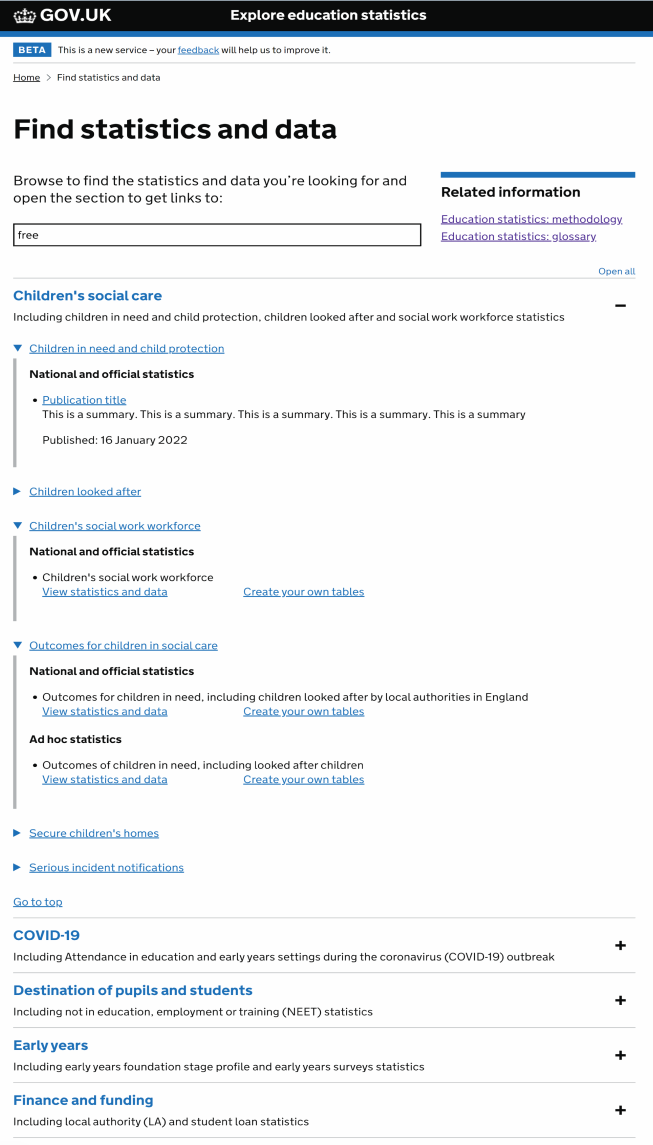 GOV.UK
Explore education statistics
BETA This is a new service – your feedback will help us to improve it.
Home > Find statistics and data
Find statistics and data
Browse to find the statistics and data you're looking for and
open the section to get links to:
free
Related information
Education statistics: methodology
Education statistics: glossary
Open all
Children's social care
Including children in need and child protection, children looked after and social work workforce statistics
Children in need and child protection
National and official statistics
• Publication title
This is a summary. This is a summary. This is a summary. This is a summary. This is a summary
Published: 16 January 2022
Children looked after
Children's social work workforce
National and official statistics
• Children's social work workforce
View statistics and data Create your own tables
Outcomes for children in social care
National and official statistics
• Outcomes for children in need, including children looked after by local authorities in England
View statistics and data Create your own tables
Ad hoc statistics
• Outcomes of children in need, including looked after children
View statistics and data Create your own tables
Secure children's homes
Serious incident notifications
Go to top
COVID-19
Including Attendance in education and early years settings during the coronavirus (COVID-19) outbreak
Destination of pupils and students
Including not in education, employment or training (NEET) statistics
Early years
Including early years foundation stage profile and early years surveys statistics
Finance and funding
Including local authority (LA) and student loan statistics